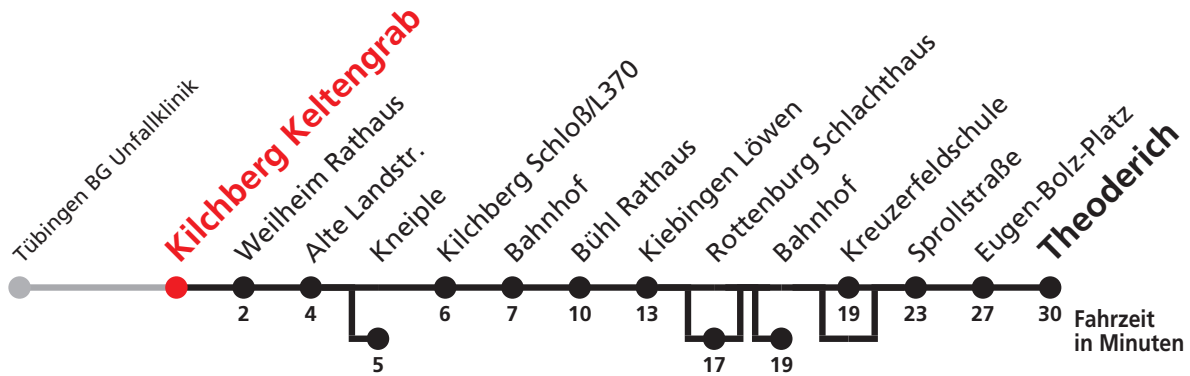 Tübingen BG Unfallklinik
Kilchberg Keltengrab
Weilheim Rathaus
Alte Landstr.
Kneiple
Kilchberg Schloß/L370
Bahnhof
Bühl Rathaus
Kiebingen Löwen
Rottenburg Schlachthaus
Bahnhof
Kreuzerfeldschule
Sprollstraße
Eugen-Bolz-Platz
Theoderich
2
4
5
6
7
10
13
17
19
19
23
27
30
Fahrzeit
in Minuten